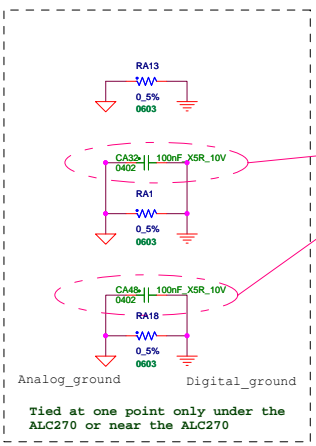 RA13
0_5%
0603
CA32 100nF_X5R_10V
0402
RA1
0_5%
0603
CA48 100nF_X5R_10V
0402
RA18
0_5%
0603
Analog_ground Digital_ground
Tied at one point only under the
ALC270 or near the ALC270